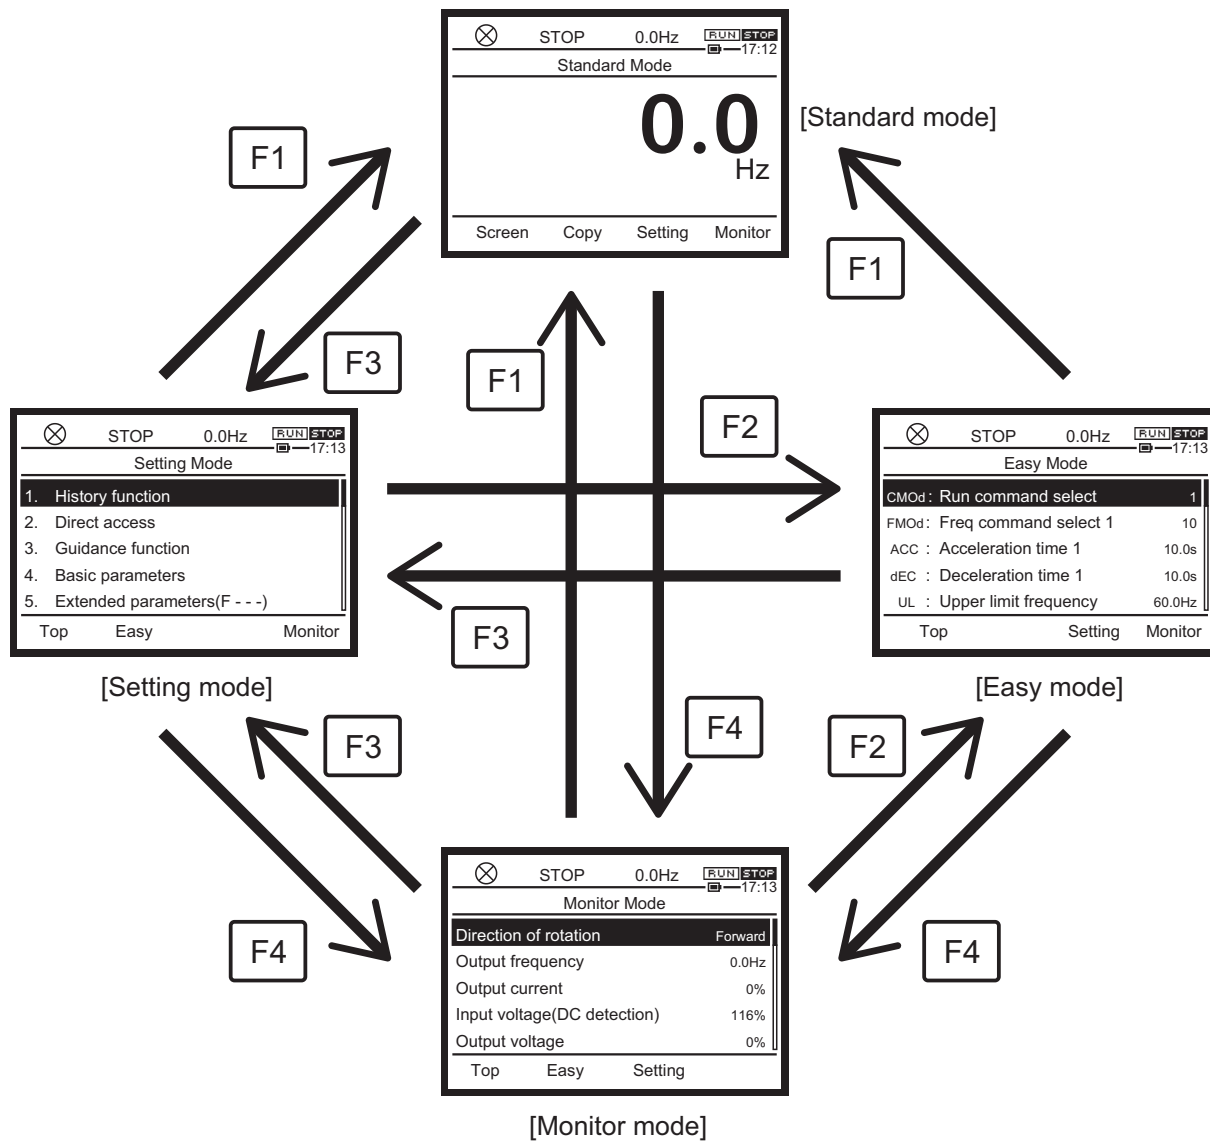 STOP 0.0Hz RUN STOP
17:12
Standard Mode
0.0
Hz
Screen Copy Setting Monitor
[Standard mode]
F1
F1
F3
F1
F2
STOP 0.0Hz RUN STOP
17:13
Setting Mode
1. History function
2. Direct access
3. Guidance function
4. Basic parameters
5. Extended parameters(F - - -)
Top Easy Monitor
[Setting mode]
STOP 0.0Hz RUN STOP
17:13
Easy Mode
CMOd : Run command select 1
FMOd : Freq command select 1 10
ACC : Acceleration time 1 10.0s
dEC : Deceleration time 1 10.0s
UL : Upper limit frequency 60.0Hz
Top Setting Monitor
[Easy mode]
F3
F3
F4
F2
F4
F4
STOP 0.0Hz RUN STOP
17:13
Monitor Mode
Direction of rotation Forward
Output frequency 0.0Hz
Output current 0%
Input voltage(DC detection) 116%
Output voltage 0%
Top Easy Setting
[Monitor mode]